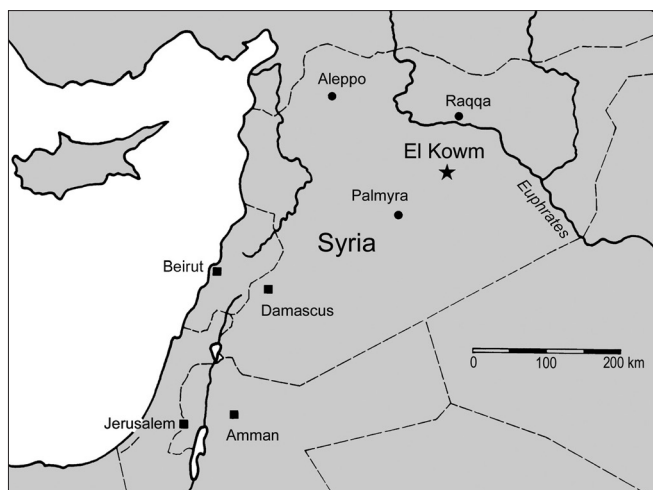 Aleppo
Raqqa
El Kowm
Palmyra
Euphrates
Syria
Beirut
Damascus
0 100 200 km
Jerusalem
Amman